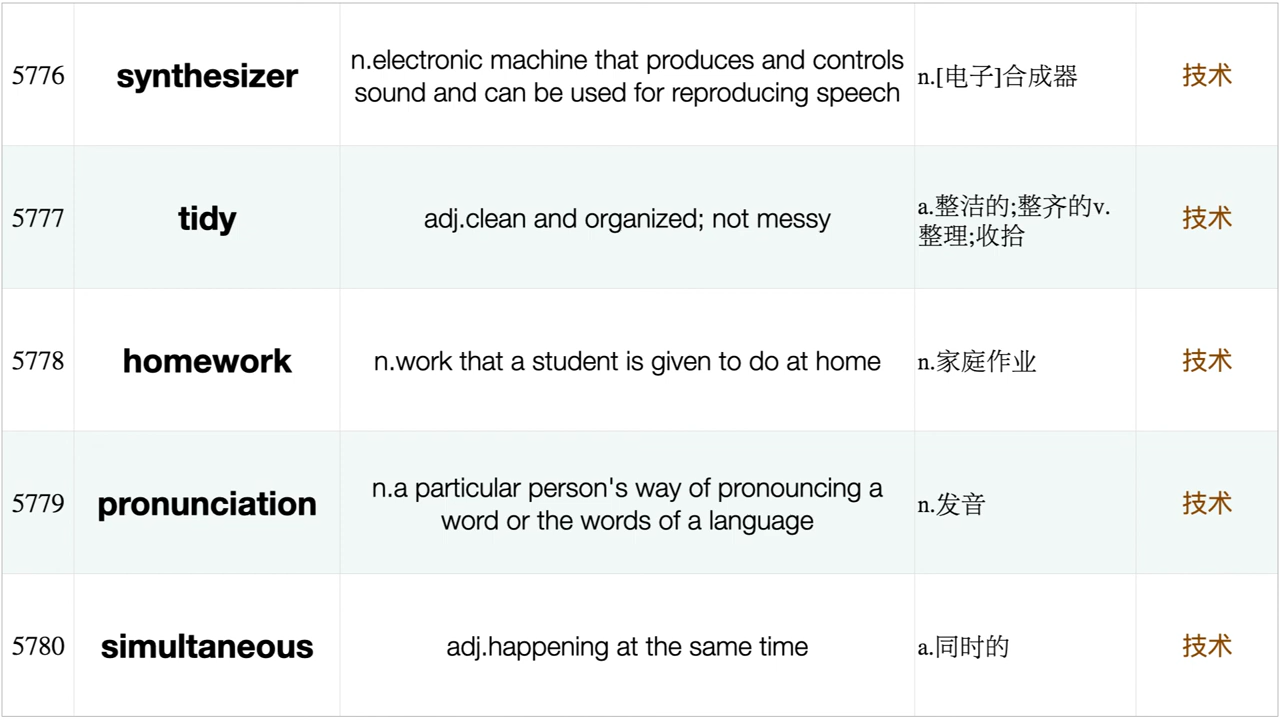 5776 synthesizer n.electronic machine that produces and controls n.[电子]合成器 技术
sound and can be used for reproducing speech
5777 tidy adj.clean and organized; not messy a.整洁的;整齐的v. 技术
整理;收拾
5778 homework n.work that a student is given to do at home n.家庭作业 技术
5779 pronunciation n.a particular person's way of pronouncing a n.发音 技术
word or the words of a language
5780 simultaneous adj.happening at the same time a.同时的 技术